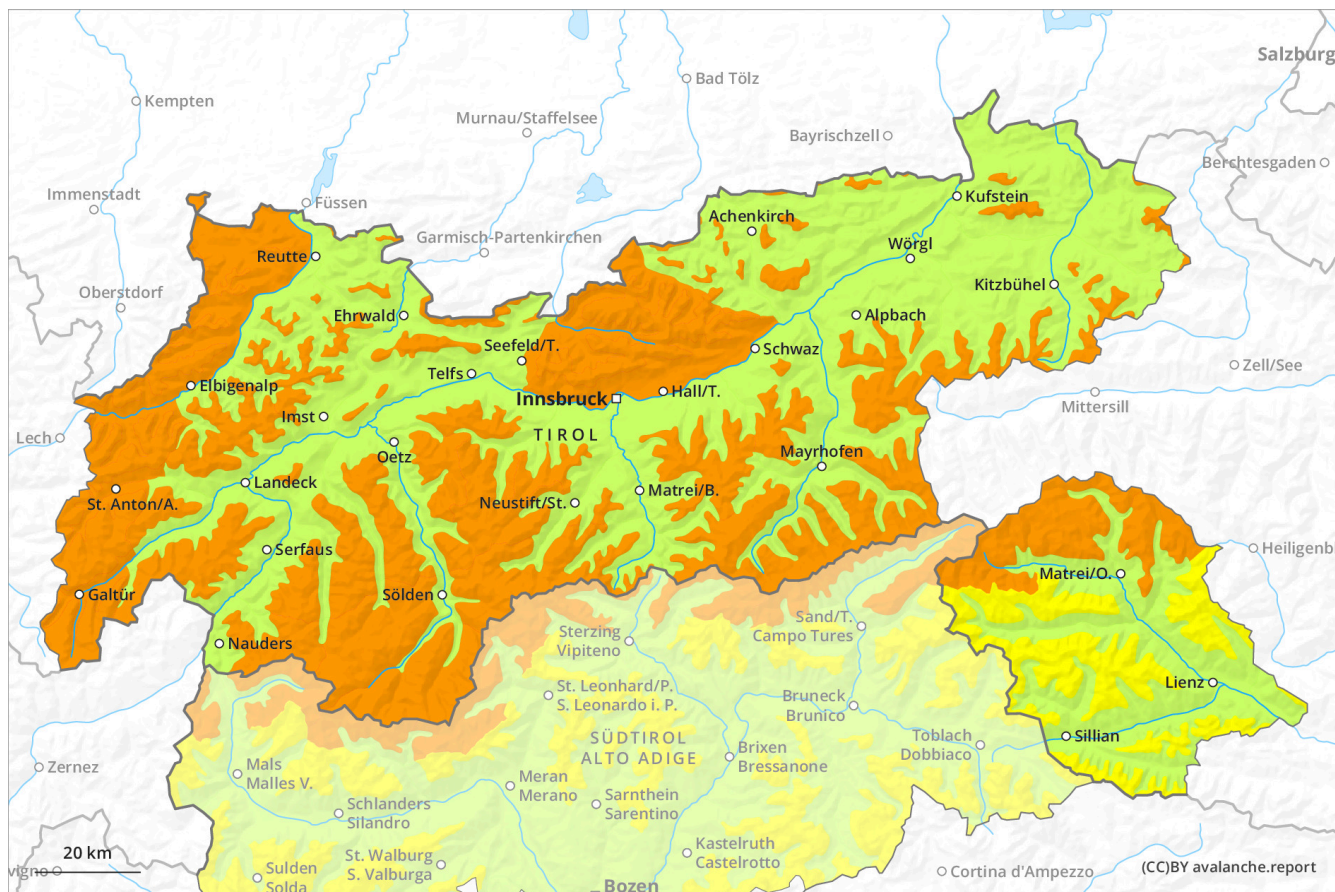 Salzburg
Bad Tölz
Kempten
Murnau/Staffelsee
Bayrischzell
Berchtesgaden
Immenstadt
Füssen
Kufstein
Achenkirch
Garmisch-Partenkirchen
Wörgl
Reutte
Kitzbühel
Oberstdorf
Ehrwald
Alpbach
Seefeld/T.
Schwaz
Zell/See
Telfs
Elbigenalp
Hall/T.
Innsbruck
Mittersill
Imst
TIROL
Lech
Oetz
Mayrhofen
Landeck
Matrei/B.
St. Anton/A.
Neustift/St.
Serfaus
Heiligenb
Matrei/O.
Galtür
Sölden
Sand/T.
Campo Tures
Sterzing
Vipiteno
Nauders
Lienz
St. Leonhard/P.
S. Leonardo i. P.
Bruneck
Brunico
SÜDTIROL
ALTO ADIGE
Sillian
Toblach
Dobbiaco
Brixen
Bressanone
Zernez
Mals
Malles V.
Meran
Merano
Sarnthein
Sarentino
Schlanders
Silandro
20 km
St. Walburg
S. Valburga
Kastelruth
Castelrotto
vigno
Sulden
Solda
Cortina d'Ampezzo
(CC)BY avalanche.report
Bozen